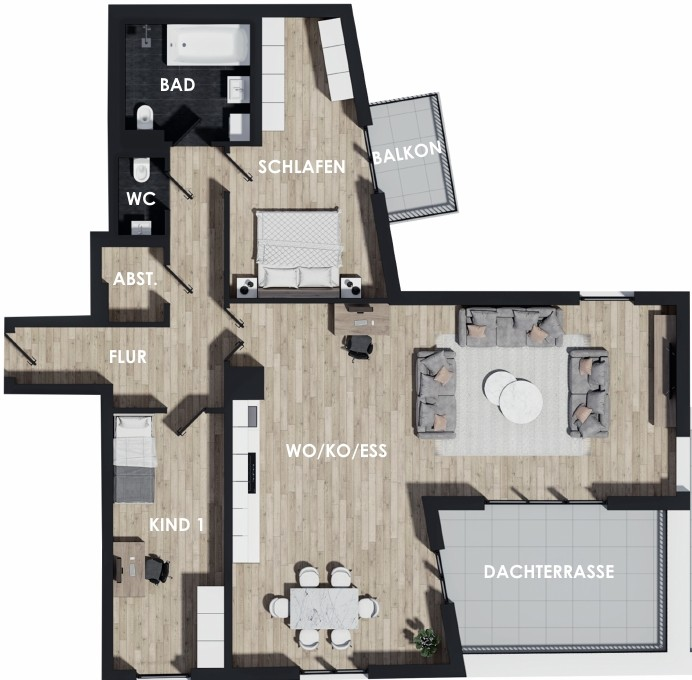 BAD
SCHLAFEN
BALKON
WC
ABST.
FLUR
WO/KO/ESS
KIND 1
DACHTERRASSE